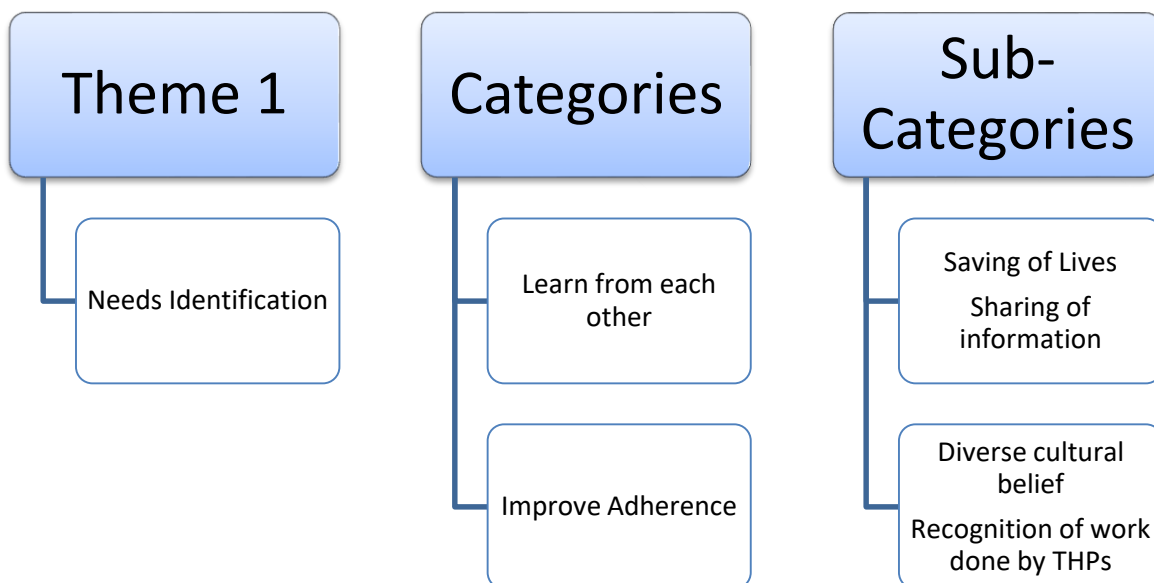 Theme 1
Needs Identification
Categories
Learn from each
other
Improve Adherence
Sub-
Categories
Saving of Lives
Sharing of
information
Diverse cultural
belief
Recognition of work
done by THPs